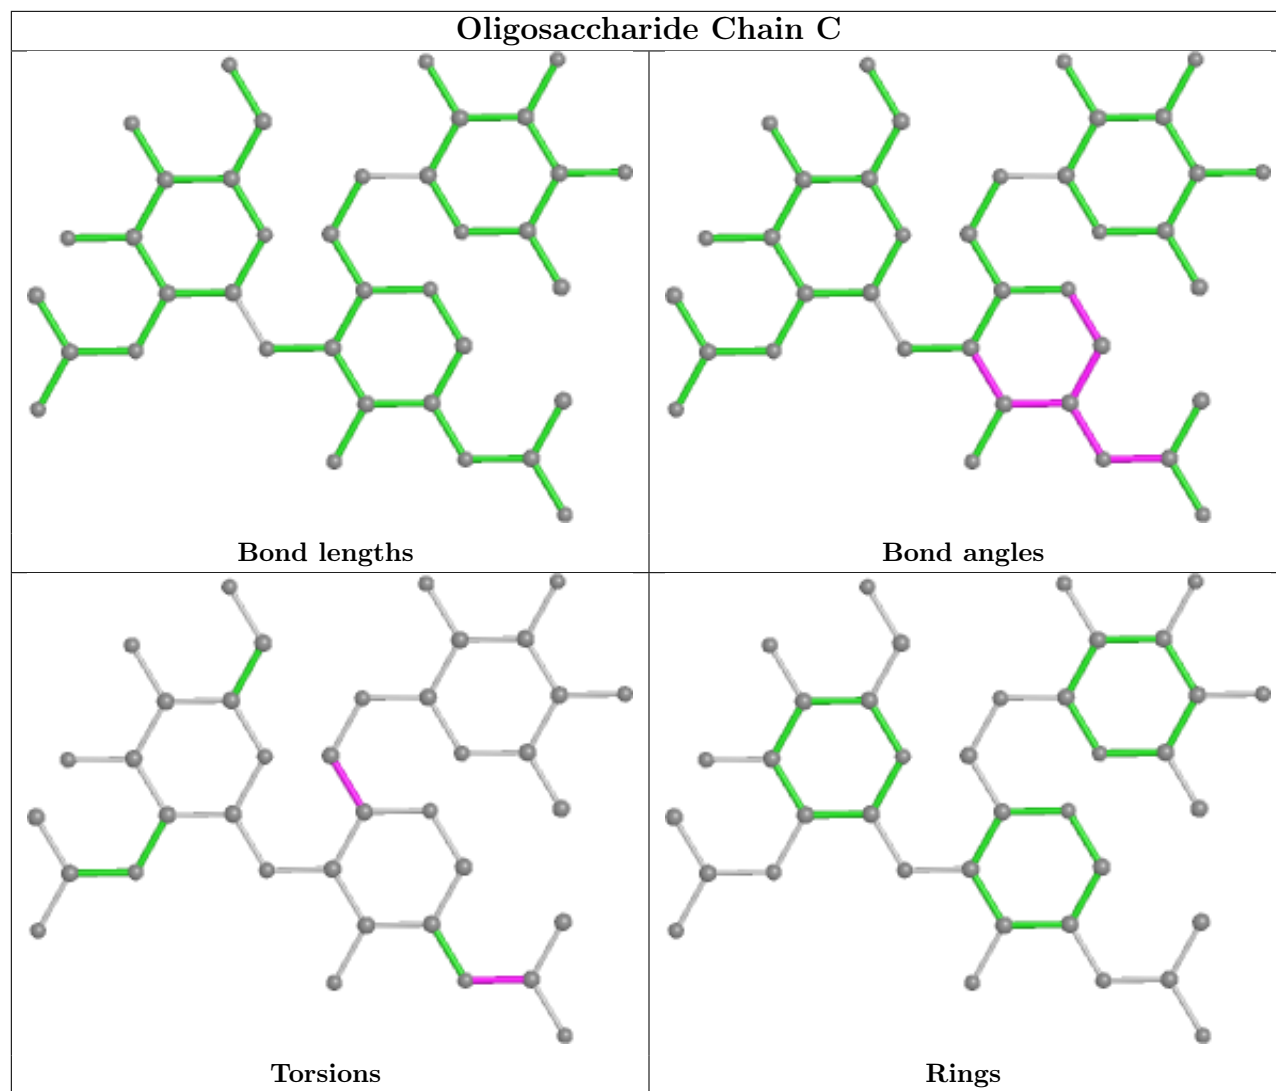 Oligosaccharide Chain C
Bond lengths
Bond angles
Torsions
Rings